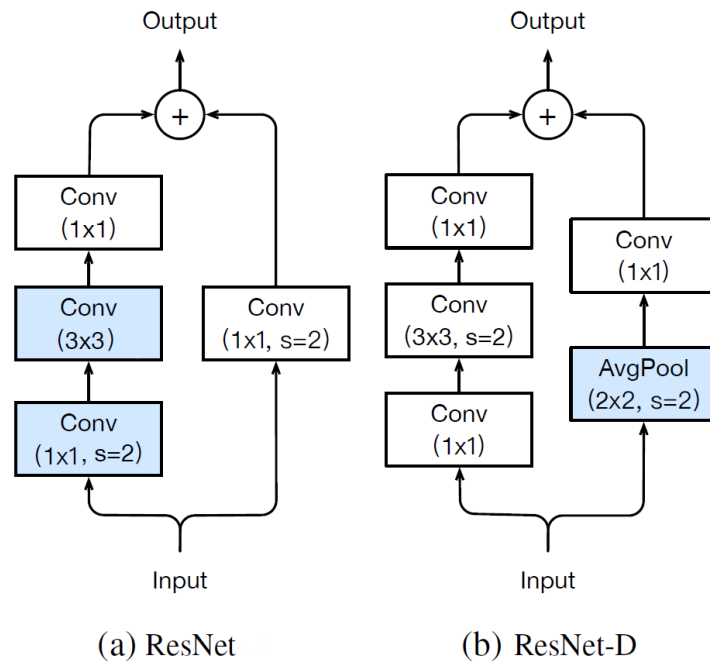 Output
+
Conv
(1x1)
Conv
(3x3)
Conv
(1x1, s=2)
Conv
(1x1, s=2)
Input
(a) ResNet
Output
+
Conv
(1x1)
Conv
(3x3, s=2)
Conv
(1x1)
Conv
(1x1)
AvgPool
(2x2, s=2)
Input
(b) ResNet-D